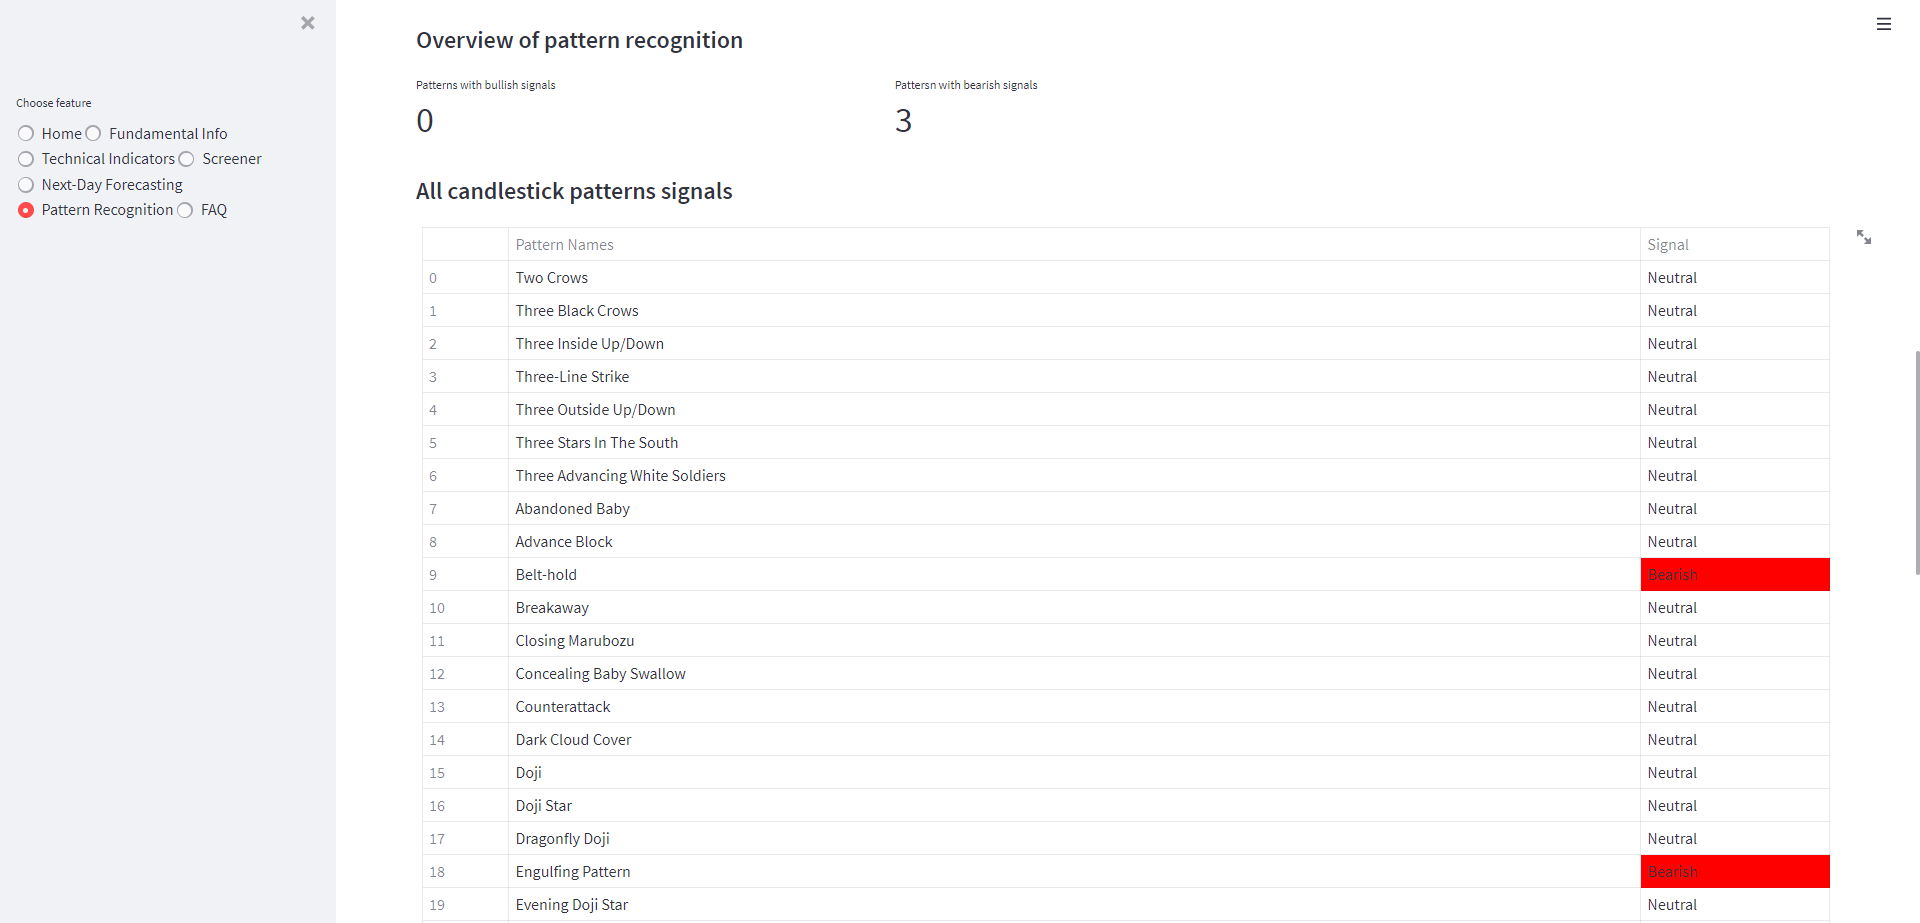 Choose feature
Home Fundamental Info
Technical Indicators Screener
Next-Day Forecasting
Pattern Recognition FAQ
Overview of pattern recognition
Patterns with bullish signals Pattersn with bearish signals
0 3
All candlestick patterns signals
Pattern Names Signal
0 Two Crows Neutral
1 Three Black Crows Neutral
2 Three Inside Up/Down Neutral
3 Three-Line Strike Neutral
4 Three Outside Up/Down Neutral
5 Three Stars In The South Neutral
6 Three Advancing White Soldiers Neutral
7 Abandoned Baby Neutral
8 Advance Block Neutral
9 Belt-hold Bearish
10 Breakaway Neutral
11 Closing Marubozu Neutral
12 Concealing Baby Swallow Neutral
13 Counterattack Neutral
14 Dark Cloud Cover Neutral
15 Doji Neutral
16 Doji Star Neutral
17 Dragonfly Doji Neutral
18 Engulfing Pattern Bearish
19 Evening Doji Star Neutral